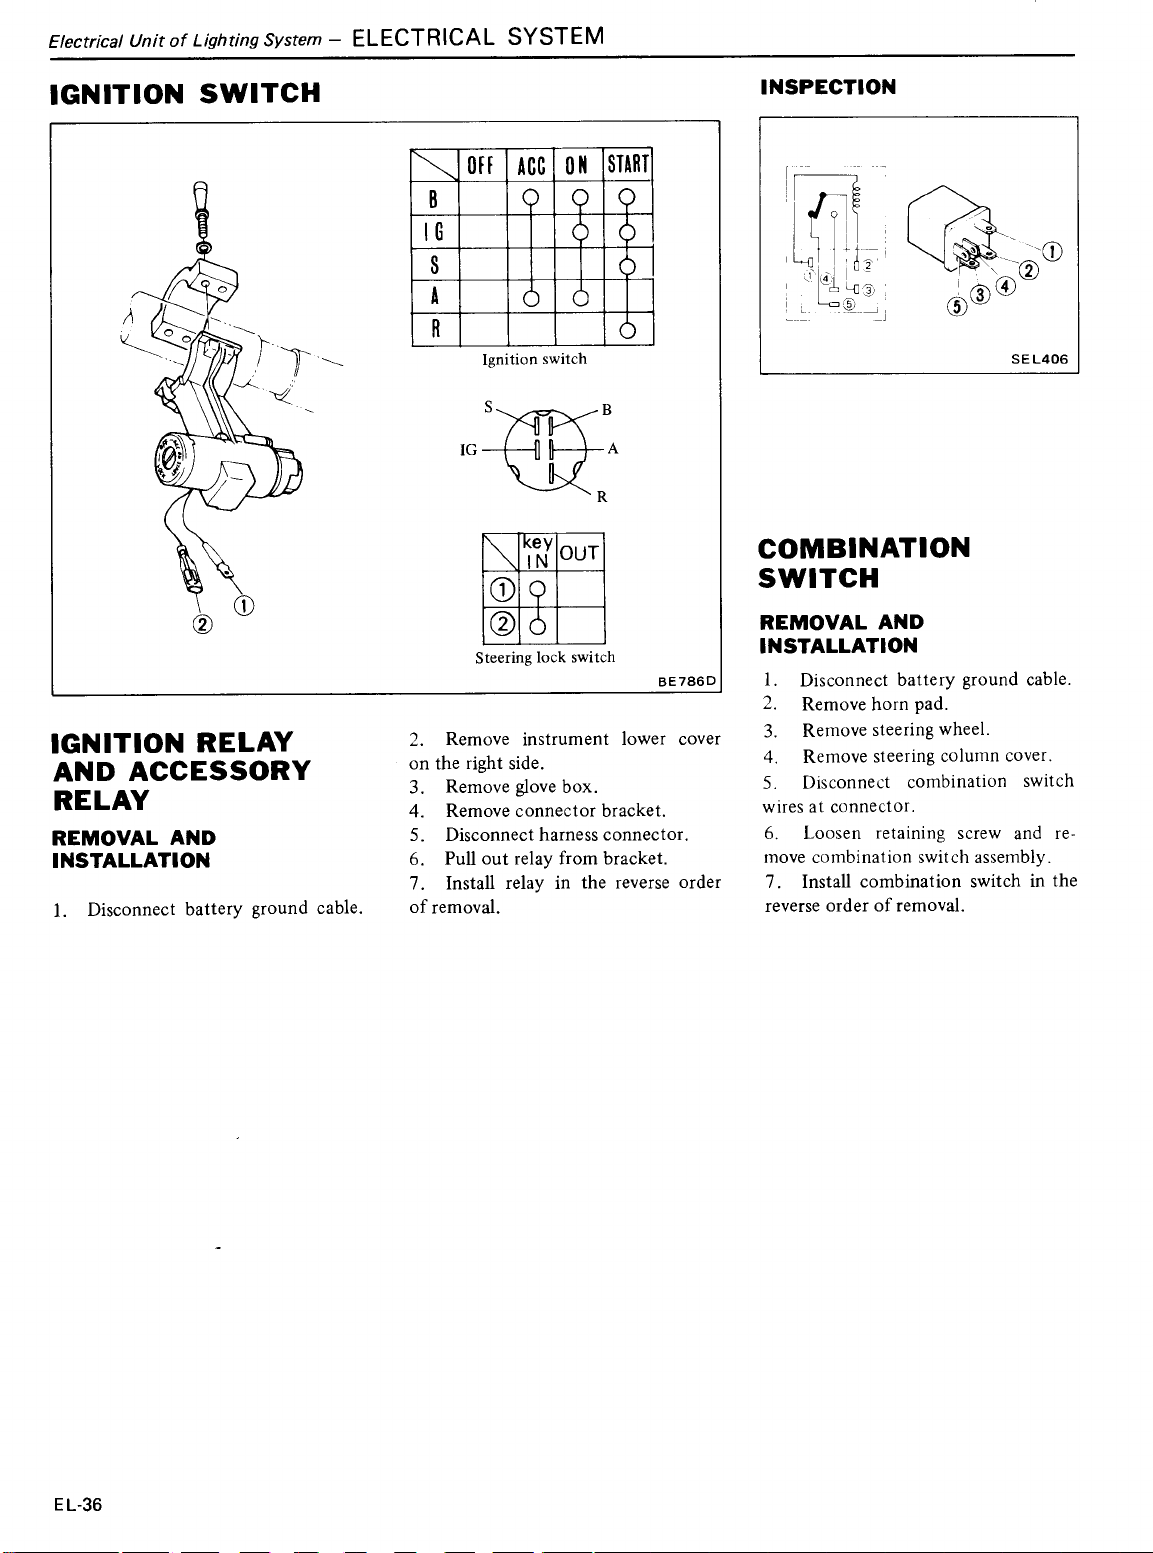 Electrical Unit of Lighting System – ELECTRICAL SYSTEM
IGNITION SWITCH
OFF ACC ON START
B
IG
S
A
R
Ignition switch
S B
IG A
R
key IN OUT
①
②
Steering lock switch
① ②
BE786D
IGNITION RELAY
AND ACCESSORY
RELAY
REMOVAL AND
INSTALLATION
1. Disconnect battery ground cable.
2. Remove instrument lower cover
on the right side.
3. Remove glove box.
4. Remove connector bracket.
5. Disconnect harness connector.
6. Pull out relay from bracket.
7. Install relay in the reverse order
of removal.
INSPECTION
① ④ ② ③ ⑤
① ② ④ ③ ⑤
SEL406
COMBINATION
SWITCH
REMOVAL AND
INSTALLATION
1. Disconnect battery ground cable.
2. Remove horn pad.
3. Remove steering wheel.
4. Remove steering column cover.
5. Disconnect combination switch
wires at connector.
6. Loosen retaining screw and re-
move combination switch assembly.
7. Install combination switch in the
reverse order of removal.
EL-36